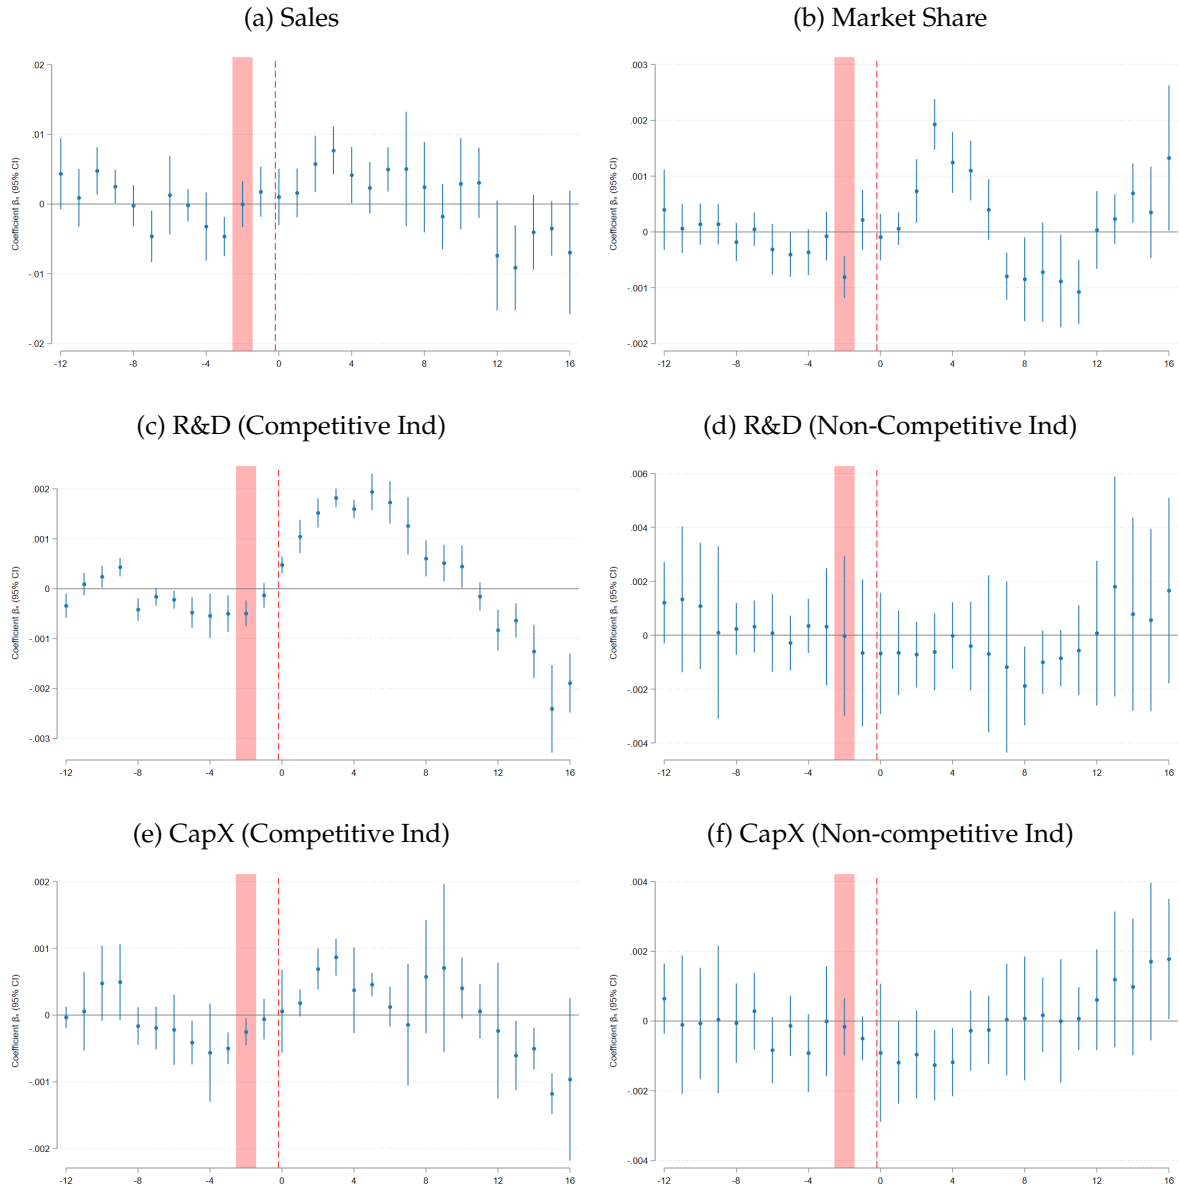 (a) Sales
Coefficient βₙ (95% CI)
.02
.01
0
-.01
-.02
-12 -8 -4 0 4 8 12 16
(b) Market Share
Coefficient βₙ (95% CI)
.003
.002
.001
0
-.001
-.002
-12 -8 -4 0 4 8 12 16
(c) R&D (Competitive Ind)
Coefficient βₙ (95% CI)
.002
.001
0
-.001
-.002
-.003
-12 -8 -4 0 4 8 12 16
(d) R&D (Non-Competitive Ind)
Coefficient βₙ (95% CI)
.006
.004
.002
0
-.002
-.004
-12 -8 -4 0 4 8 12 16
(e) CapX (Competitive Ind)
Coefficient βₙ (95% CI)
.002
.001
0
-.001
-.002
-12 -8 -4 0 4 8 12 16
(f) CapX (Non-competitive Ind)
Coefficient βₙ (95% CI)
.004
.002
0
-.002
-.004
-12 -8 -4 0 4 8 12 16